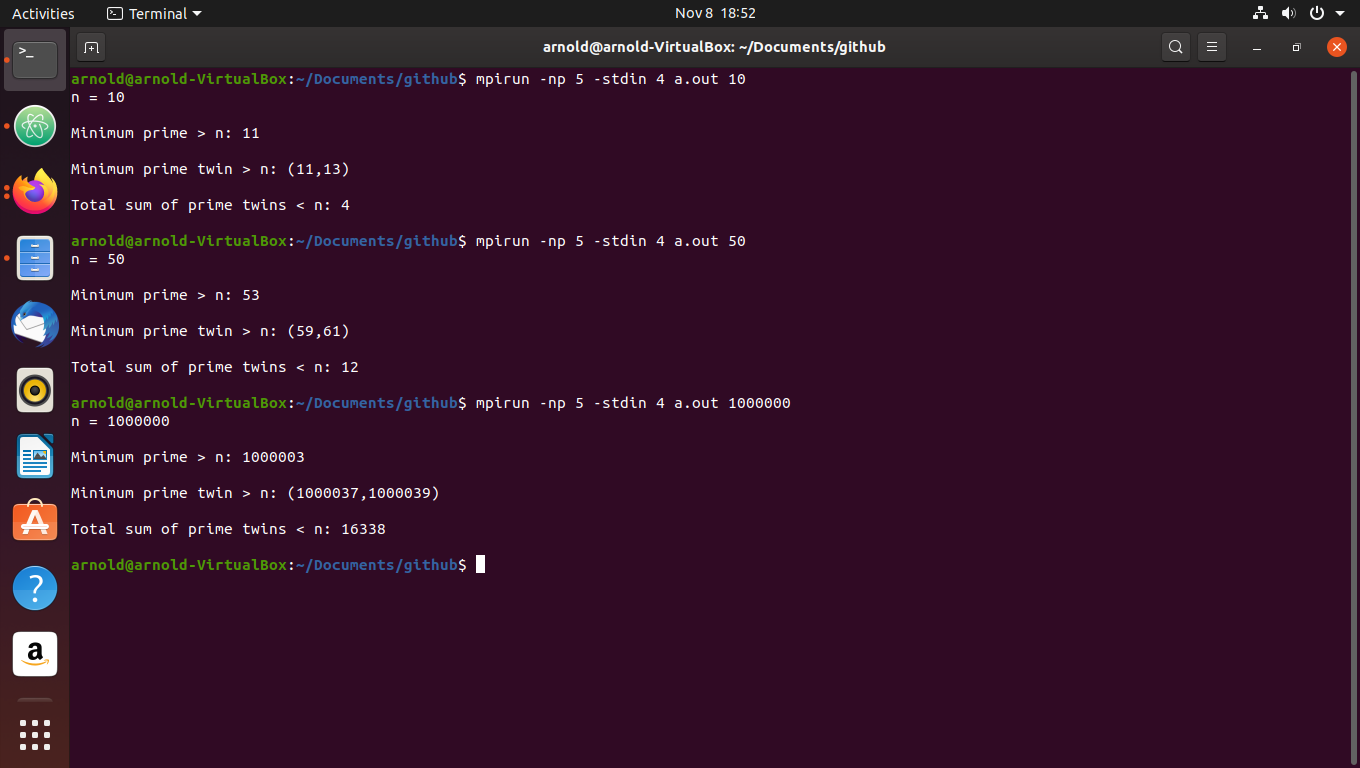 Activities
Terminal
Nov 8 18:52
arnold@arnold-VirtualBox: ~/Documents/github
arnold@arnold-VirtualBox:~/Documents/github$ mpirun -np 5 -stdin 4 a.out 10
n = 10
Minimum prime > n: 11
Minimum prime twin > n: (11,13)
Total sum of prime twins < n: 4
arnold@arnold-VirtualBox:~/Documents/github$ mpirun -np 5 -stdin 4 a.out 50
n = 50
Minimum prime > n: 53
Minimum prime twin > n: (59,61)
Total sum of prime twins < n: 12
arnold@arnold-VirtualBox:~/Documents/github$ mpirun -np 5 -stdin 4 a.out 1000000
n = 1000000
Minimum prime > n: 1000003
Minimum prime twin > n: (1000037,1000039)
Total sum of prime twins < n: 16338
arnold@arnold-VirtualBox:~/Documents/github$